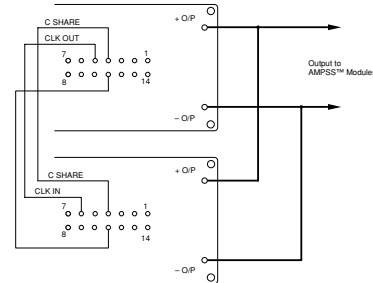 C SHARE
+ O/P
CLK OUT
7
1
8
14
Output to
AMPSS™ Module
– O/P
C SHARE
+ O/P
CLK IN
7
1
8
14
– O/P